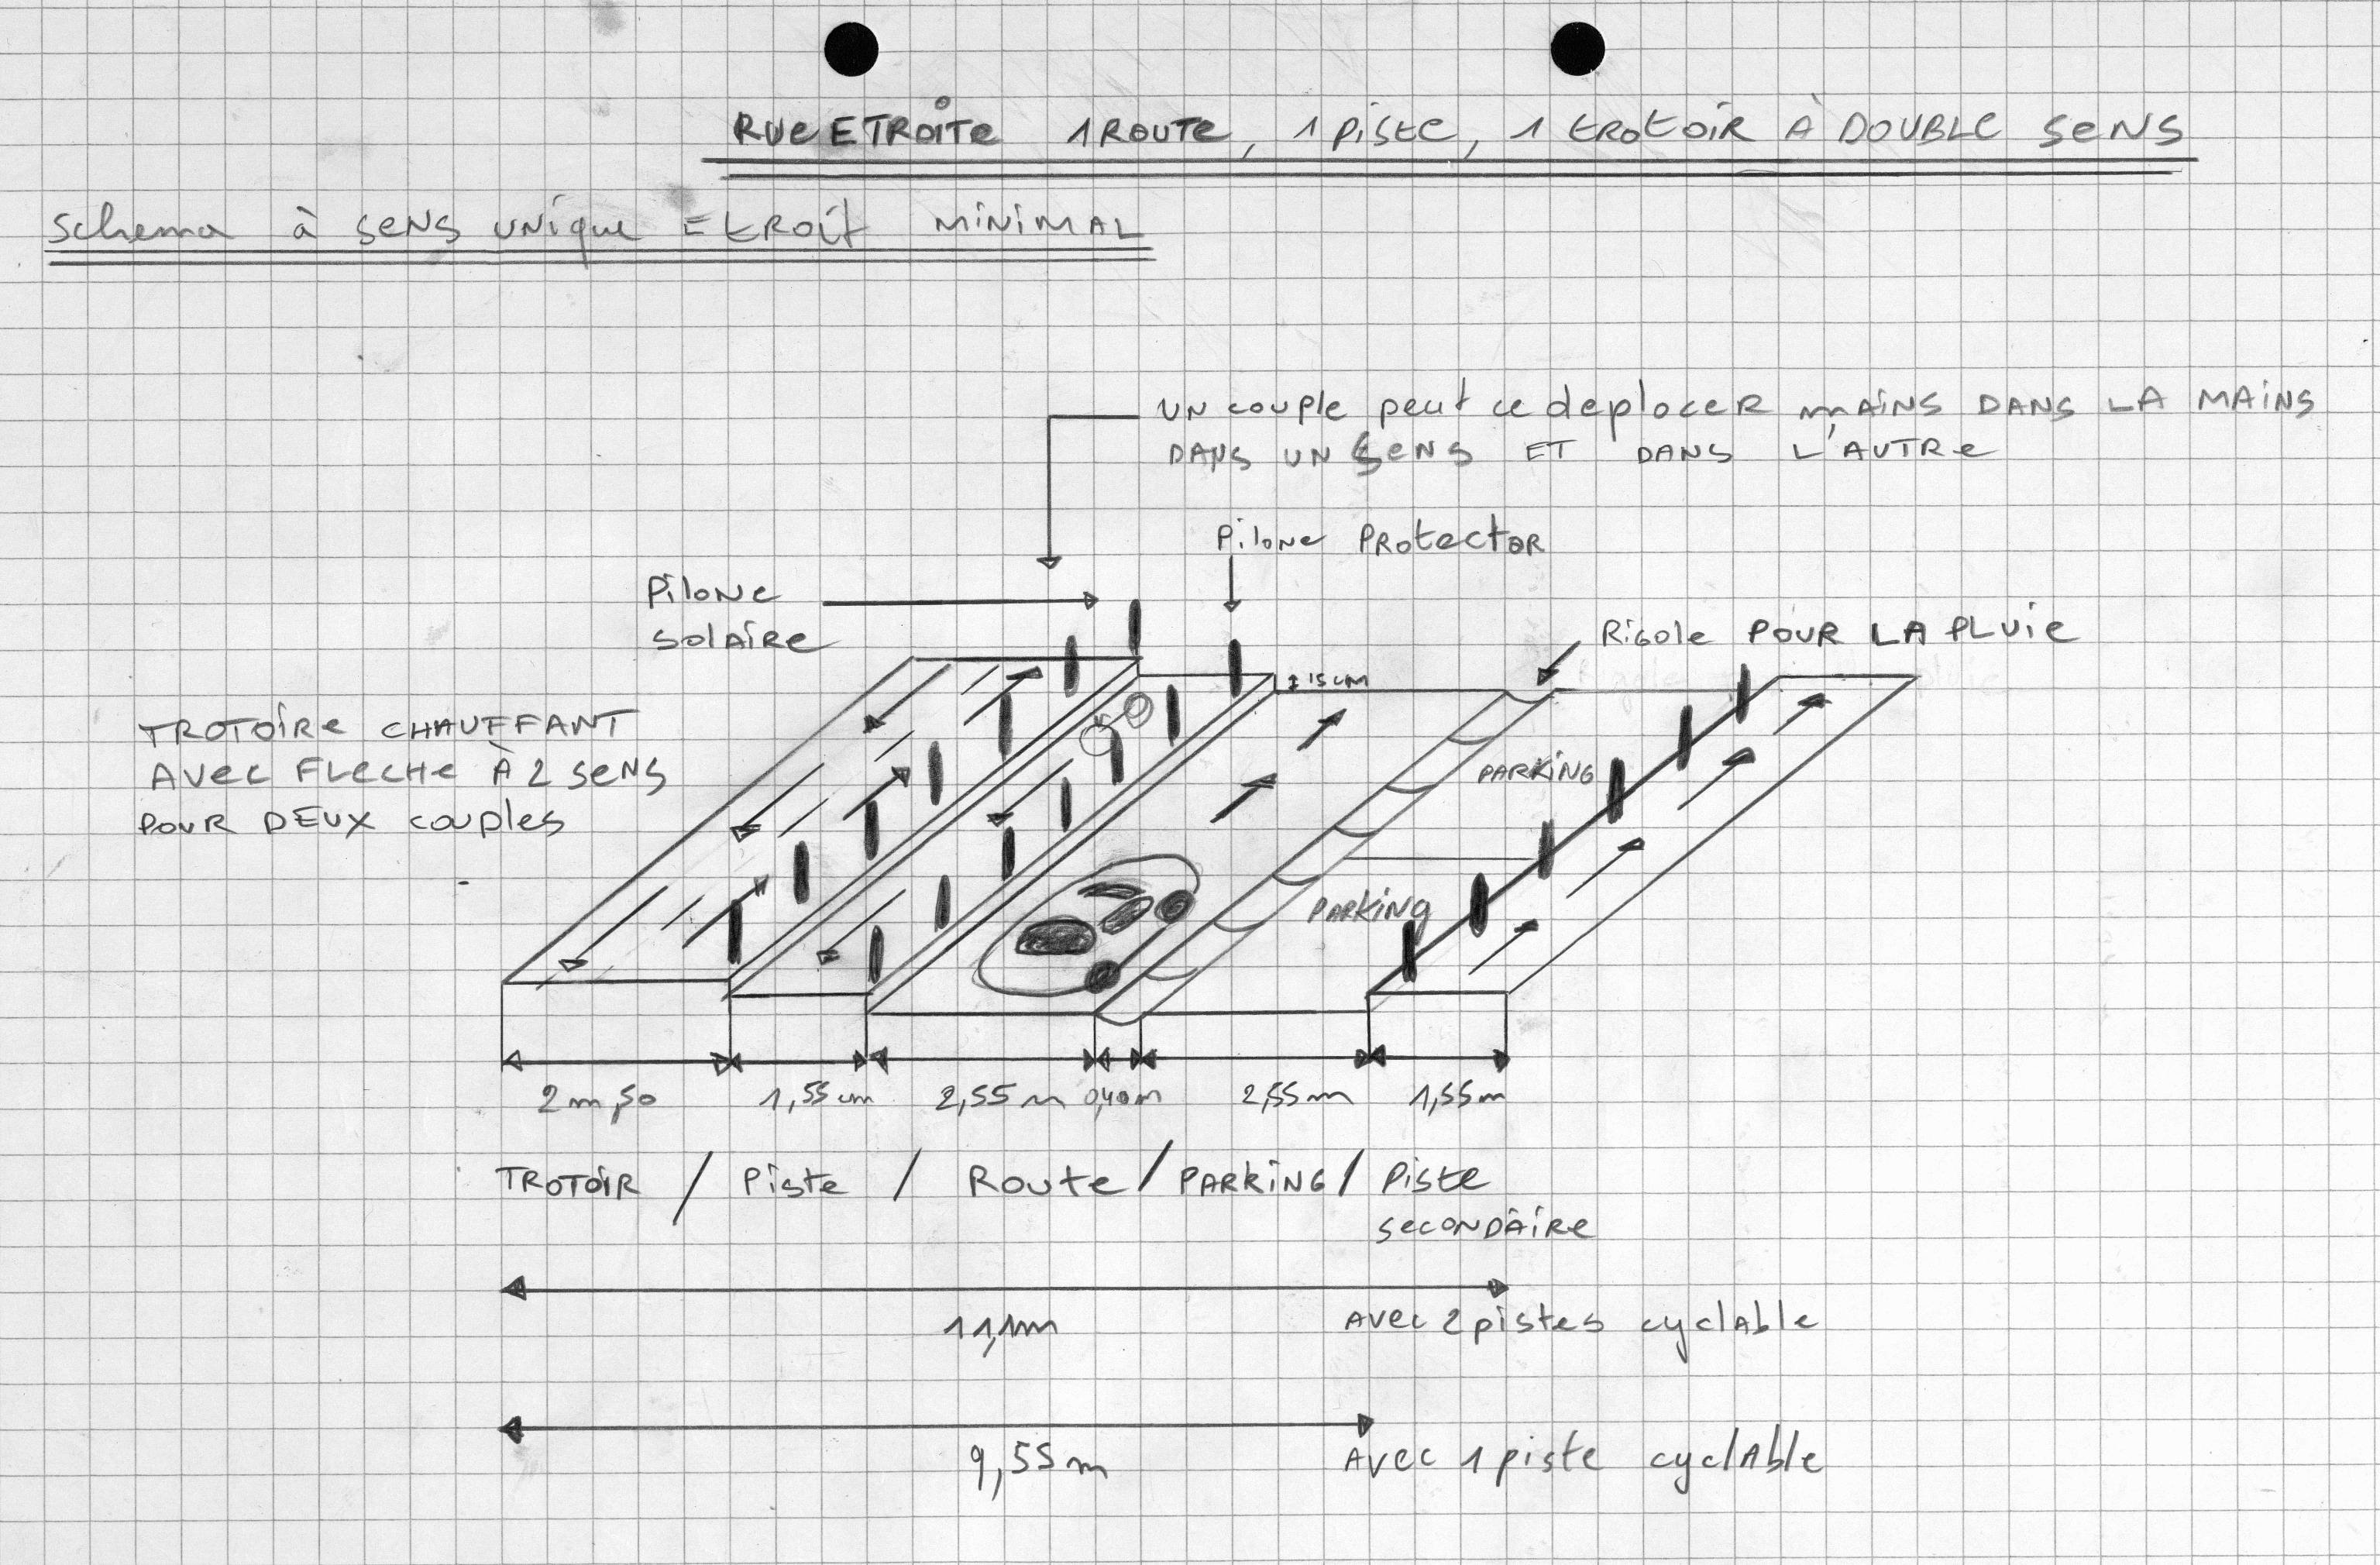 RUE ETROITE 1 ROUTE, 1 PISTE, 1 TROTOIR À DOUBLE SENS
Schema à SENS UNIQUE ETROIT MINIMAL
UN COUPLE peut ce deplacer MAINS DANS LA MAINS
DANS UN SENS ET DANS L'AUTRE
Pilone PROTECTOR
Pilone
SOLAIRE
RIGOLE POUR LA PLUIE
± 15 cm
TROTOIRE CHAUFFANT
AVEC FLECHE À 2 SENS
POUR DEUX COUPLES
PARKING
PARKING
2 m,50 1,55 cm 2,55 m 0,40 m 2,55 m 1,55 m
TROTOIR / Piste / Route / PARKING / Piste
SECONDAIRE
11,1m AVEC 2 pistes cyclable
9,55 m AVEC 1 piste cyclable